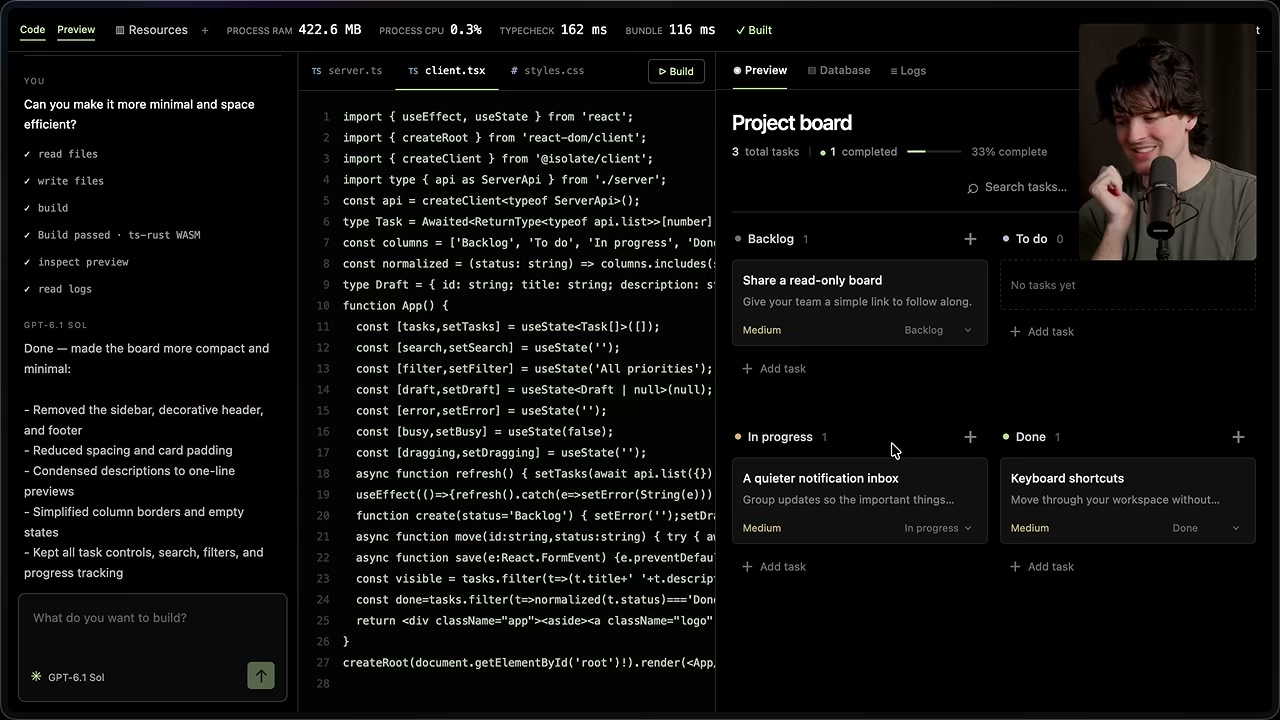 Code Preview Resources + PROCESS RAM 422.6 MB PROCESS CPU 0.3% TYPECHECK 162 ms BUNDLE 116 ms ✓ Built
YOU
Can you make it more minimal and space
efficient?
✓ read files
✓ write files
✓ build
✓ Build passed · ts-rust WASM
✓ inspect preview
✓ read logs
GPT-6.1 SOL
Done — made the board more compact and
minimal:
- Removed the sidebar, decorative header,
and footer
- Reduced spacing and card padding
- Condensed descriptions to one-line
previews
- Simplified column borders and empty
states
- Kept all task controls, search, filters, and
progress tracking
What do you want to build?
GPT-6.1 Sol
TS server.ts TS client.tsx # styles.css Build
1 import { useEffect, useState } from 'react';
2 import { createRoot } from 'react-dom/client';
3 import { createClient } from '@isolate/client';
4 import type { api as ServerApi } from './server';
5 const api = createClient<typeof ServerApi>();
6 type Task = Awaited<ReturnType<typeof api.list>>[number]
7 const columns = ['Backlog', 'To do', 'In progress', 'Done
8 const normalized = (status: string) => columns.includes(s
9 type Draft = { id: string; title: string; description: st
10 function App() {
11 const [tasks,setTasks] = useState<Task[]>([]);
12 const [search,setSearch] = useState('');
13 const [filter,setFilter] = useState('All priorities');
14 const [draft,setDraft] = useState<Draft | null>(null);
15 const [error,setError] = useState('');
16 const [busy,setBusy] = useState(false);
17 const [dragging,setDragging] = useState('');
18 async function refresh() { setTasks(await api.list({})
19 useEffect(()=>{refresh().catch(e=>setError(String(e)))
20 function create(status='Backlog') { setError('');setDra
21 async function move(id:string,status:string) { try { aw
22 async function save(e:React.FormEvent) {e.preventDefau
23 const visible = tasks.filter(t=>(t.title+' '+t.descript
24 const done=tasks.filter(t=>normalized(t.status)==='Don
25 return <div className="app"><aside><a className="logo"
26 }
27 createRoot(document.getElementById('root')!).render(<App
28
Preview Database Logs
Project board
3 total tasks 1 completed 33% complete
Search tasks...
Backlog 1 +
Share a read-only board
Give your team a simple link to follow along.
Medium Backlog
+ Add task
To do 0
No tasks yet
+ Add task
In progress 1 +
A quieter notification inbox
Group updates so the important things...
Medium In progress
+ Add task
Done 1 +
Keyboard shortcuts
Move through your workspace without...
Medium Done
+ Add task